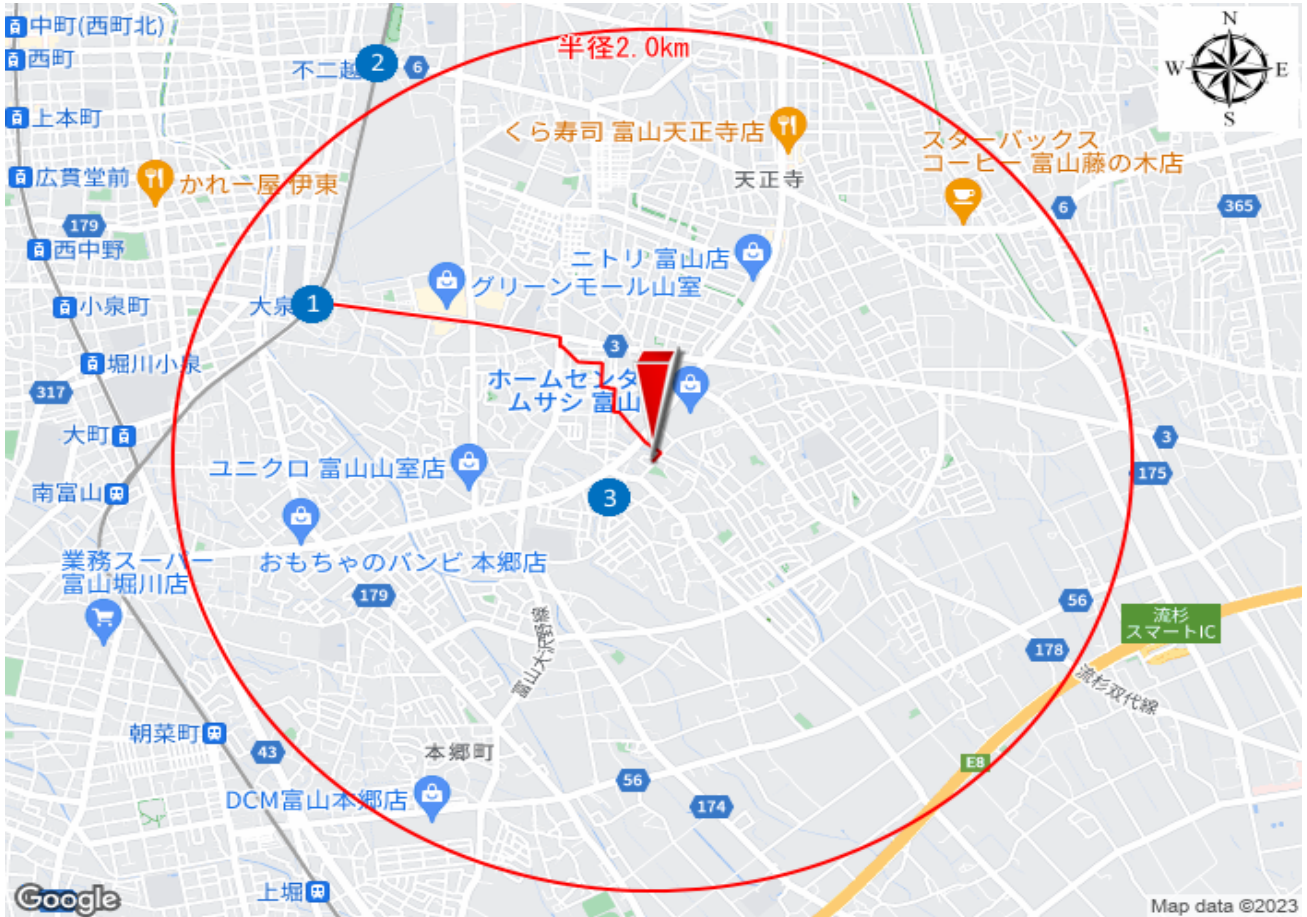 中町(西町北)
西町
上本町
広貫堂前
かれー屋 伊東
179
西中野
小泉町
堀川小泉
317
大町
南富山
不二越
2
6
半径2.0km
くら寿司 富山天正寺店
天正寺
スターバックス
コーヒー 富山藤の木店
6
365
N
W
E
S
ニトリ 富山店
グリーンモール山室
大泉
1
3
ホームセンタ
ムサシ 富山
3
175
ユニクロ 富山山室店
3
おもちゃのバンビ 本郷店
業務スーパー
富山堀川店
179
富山大沢野線
56
流杉
スマートIC
178
流杉双代線
朝菜町
43
本郷町
E8
56
DCM富山本郷店
174
上堀
Google
Map data ©2023